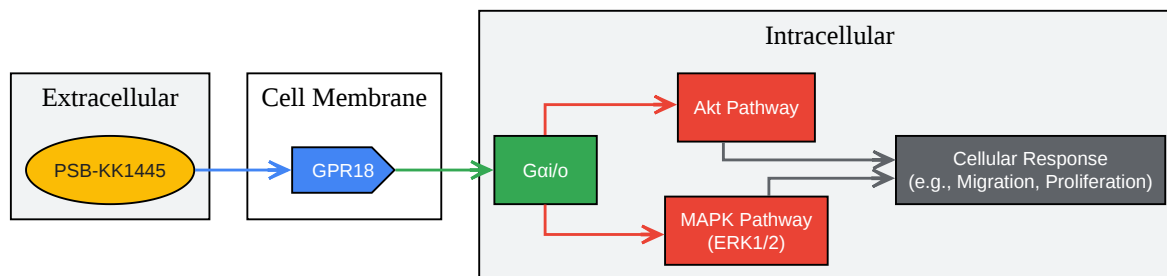 Extracellular
PSB-KK1445
Cell Membrane
GPR18
Intracellular
Gαi/o
Akt Pathway
MAPK Pathway
(ERK1/2)
Cellular Response
(e.g., Migration, Proliferation)